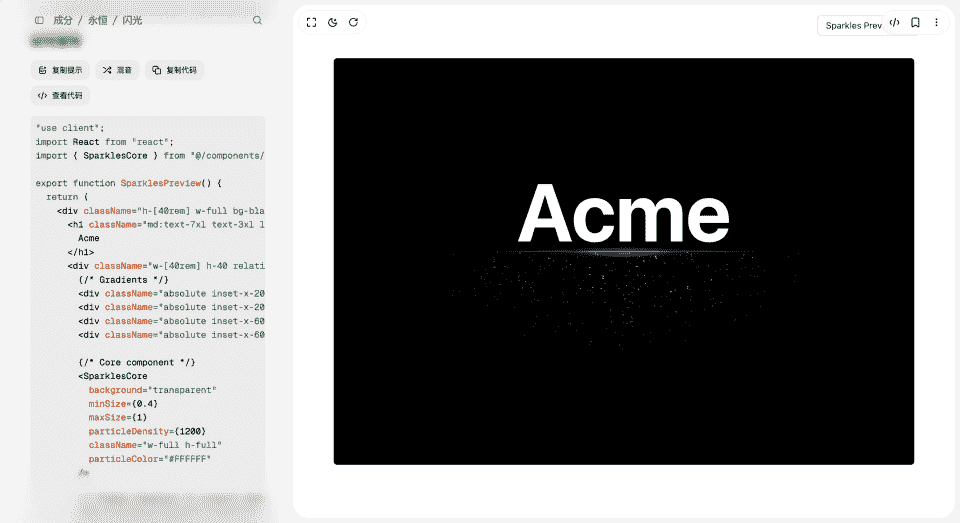 成分 / 永恒 / 闪光
复制提示
混音
复制代码
查看代码
"use client";
import React from "react";
import { SparklesCore } from "@/components/
export function SparklesPreview() {
return (
<div className="h-[40rem] w-full bg-bla
<h1 className="md:text-7xl text-3xl l
Acme
</h1>
<div className="w-[40rem] h-40 relati
{/* Gradients */}
<div className="absolute inset-x-20
<div className="absolute inset-x-20
<div className="absolute inset-x-60
<div className="absolute inset-x-60
{/* Core component */}
<SparklesCore
background="transparent"
minSize={0.4}
maxSize={1}
particleDensity={1200}
className="w-full h-full"
particleColor="#FFFFFF"
/>
Sparkles Prev
Acme